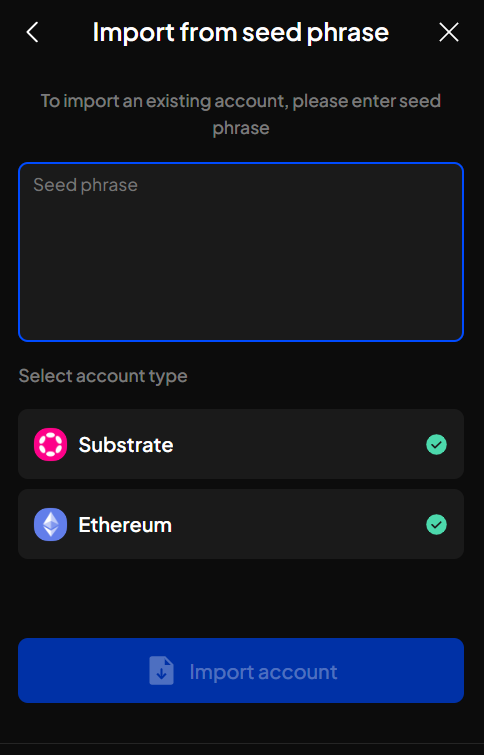 Import from seed phrase
To import an existing account, please enter seed
phrase
Seed phrase
Select account type
Substrate
Ethereum
Import account